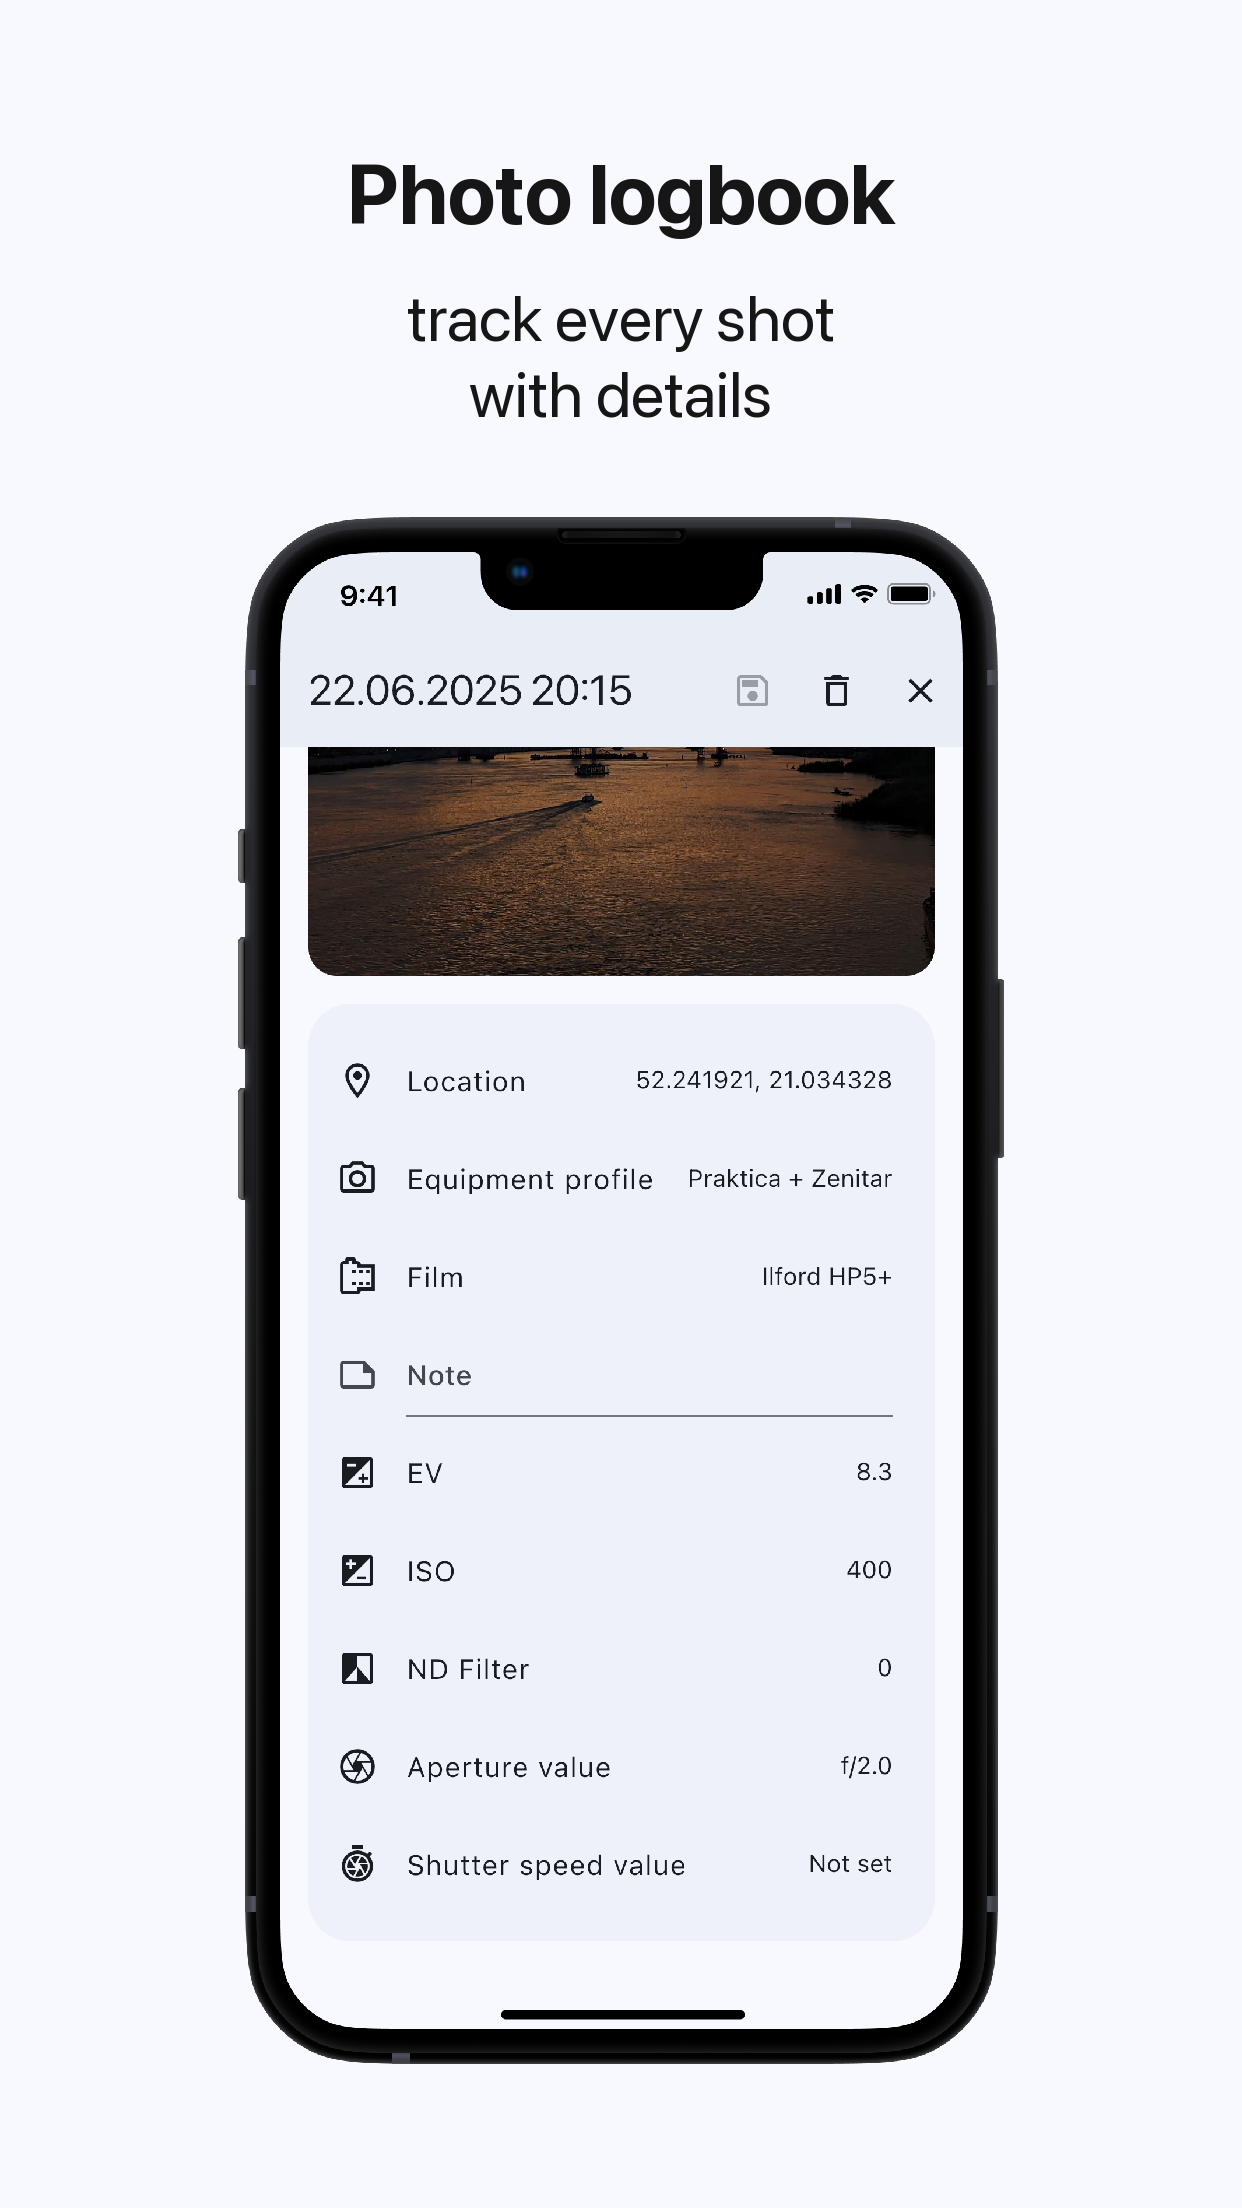 Photo logbook
track every shot
with details
9:41
22.06.2025 20:15
Location 52.241921, 21.034328
Equipment profile Praktica + Zenitar
Film Ilford HP5+
Note
EV 8.3
ISO 400
ND Filter 0
Aperture value f/2.0
Shutter speed value Not set